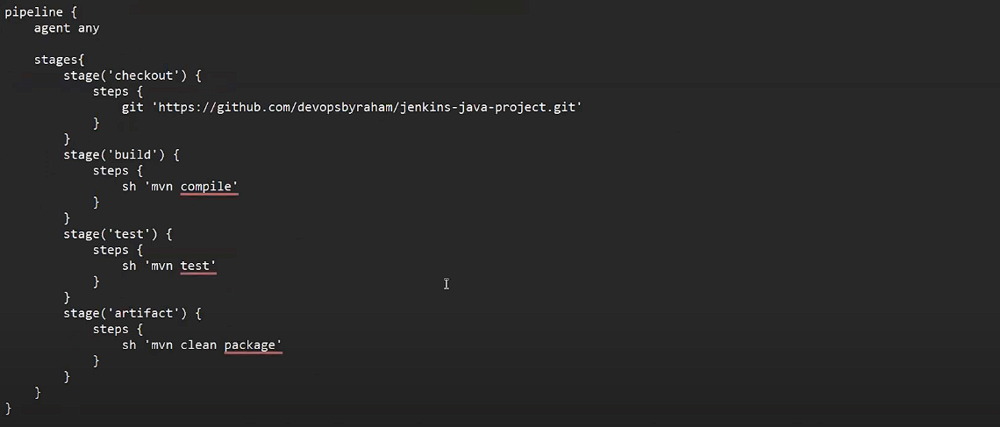 pipeline {
    agent any

    stages{
        stage('checkout') {
            steps {
                git 'https://github.com/devopsbyraham/jenkins-java-project.git'
            }
        }
        stage('build') {
            steps {
                sh 'mvn compile'
            }
        }
        stage('test') {
            steps {
                sh 'mvn test'
            }
        }
        stage('artifact') {
            steps {
                sh 'mvn clean package'
            }
        }
    }
}